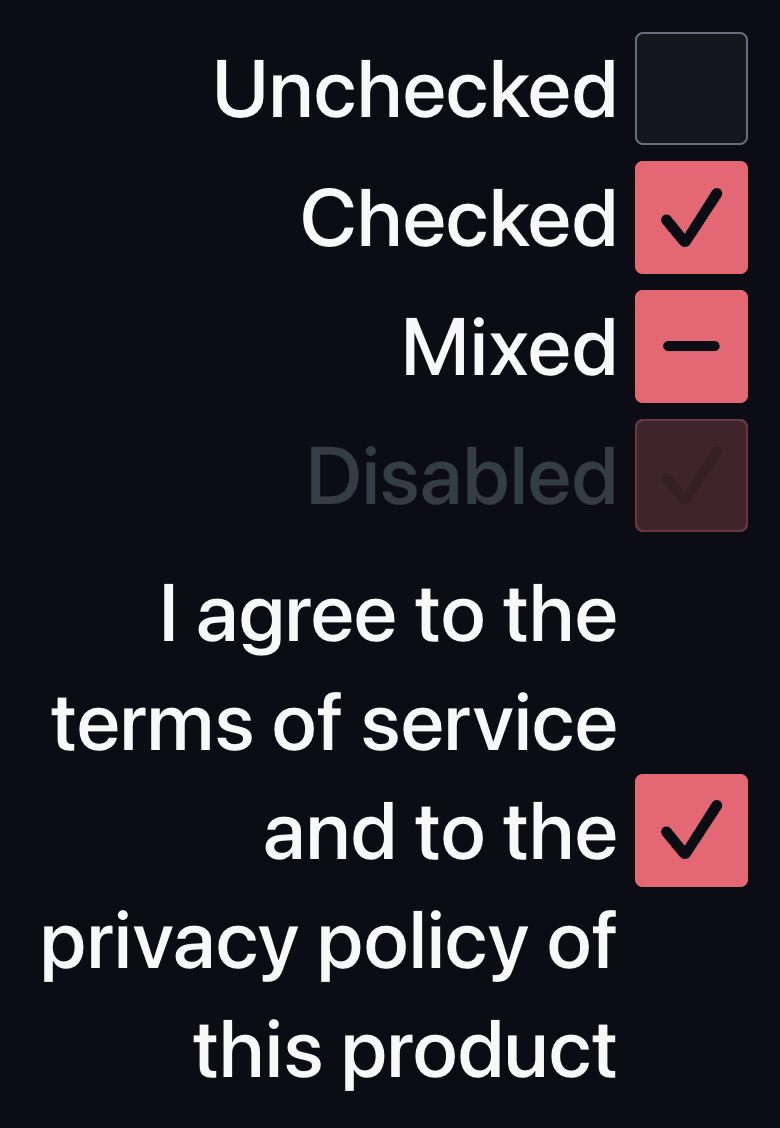 Unchecked
Checked
Mixed
Disabled
I agree to the
terms of service
and to the
privacy policy of
this product